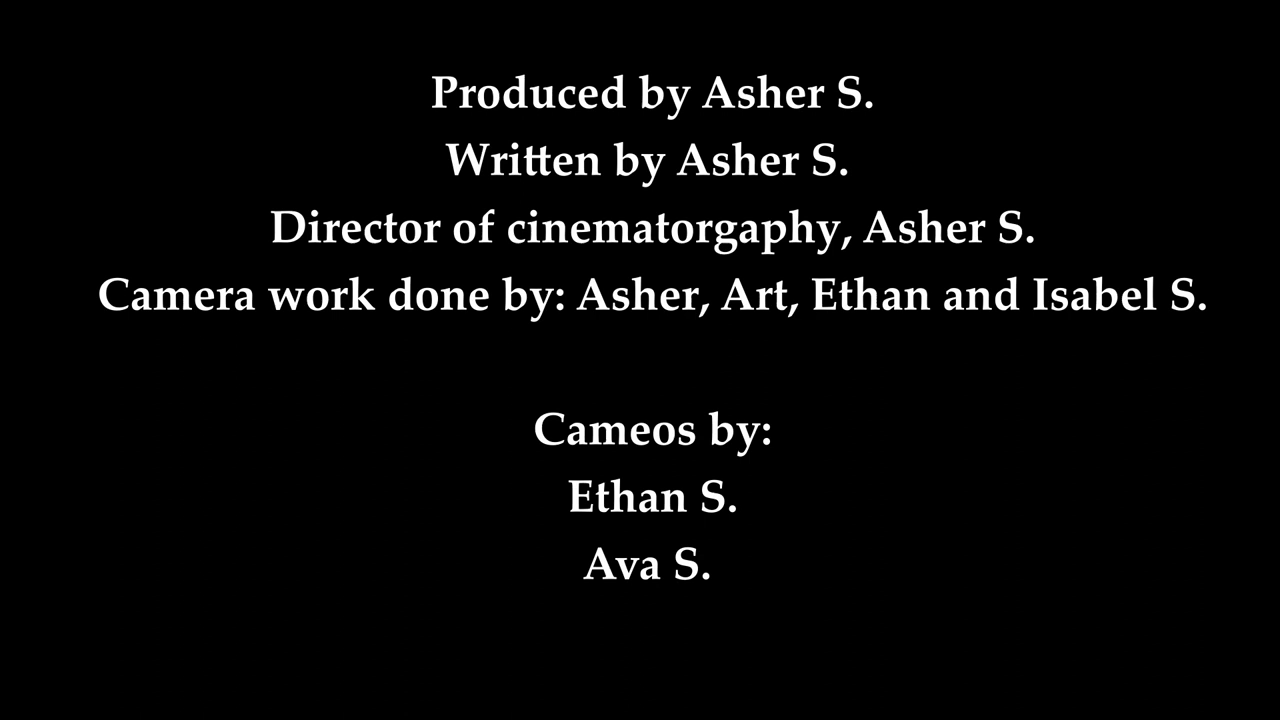 Produced by Asher S.
Written by Asher S.
Director of cinematorgaphy, Asher S.
Camera work done by: Asher, Art, Ethan and Isabel S.
Cameos by:
Ethan S.
Ava S.